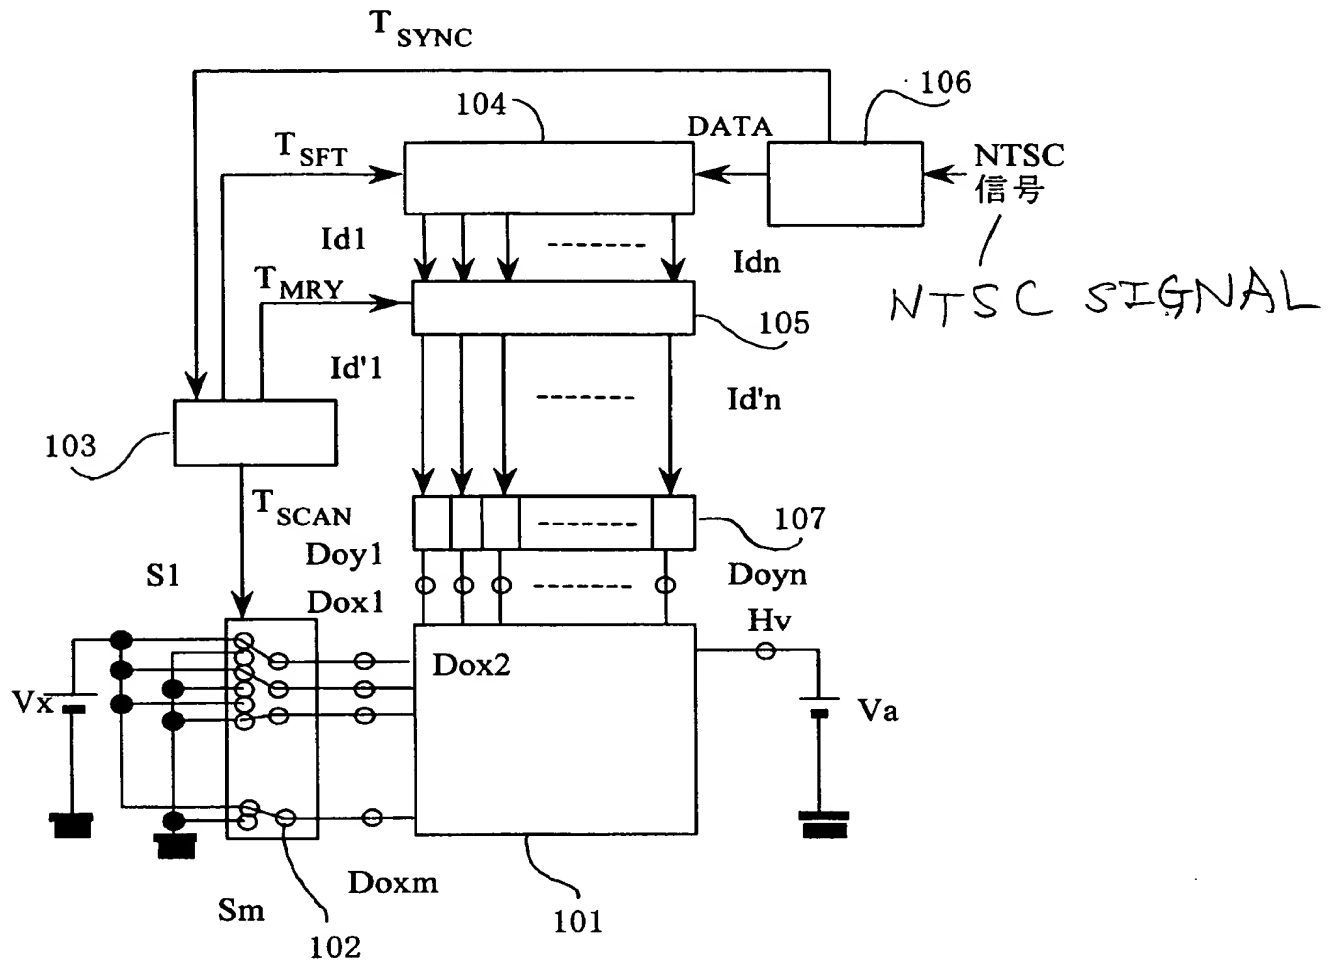 T SYNC
106
104
DATA
T SFT
NTSC
信号
Id1
Idn
T MRY
NTSC SIGNAL
105
Id'1
Id'n
103
T SCAN
107
Doy1
Doyn
S1
Dox1
Hv
Dox2
Vx
Va
Doxm
Sm
101
102